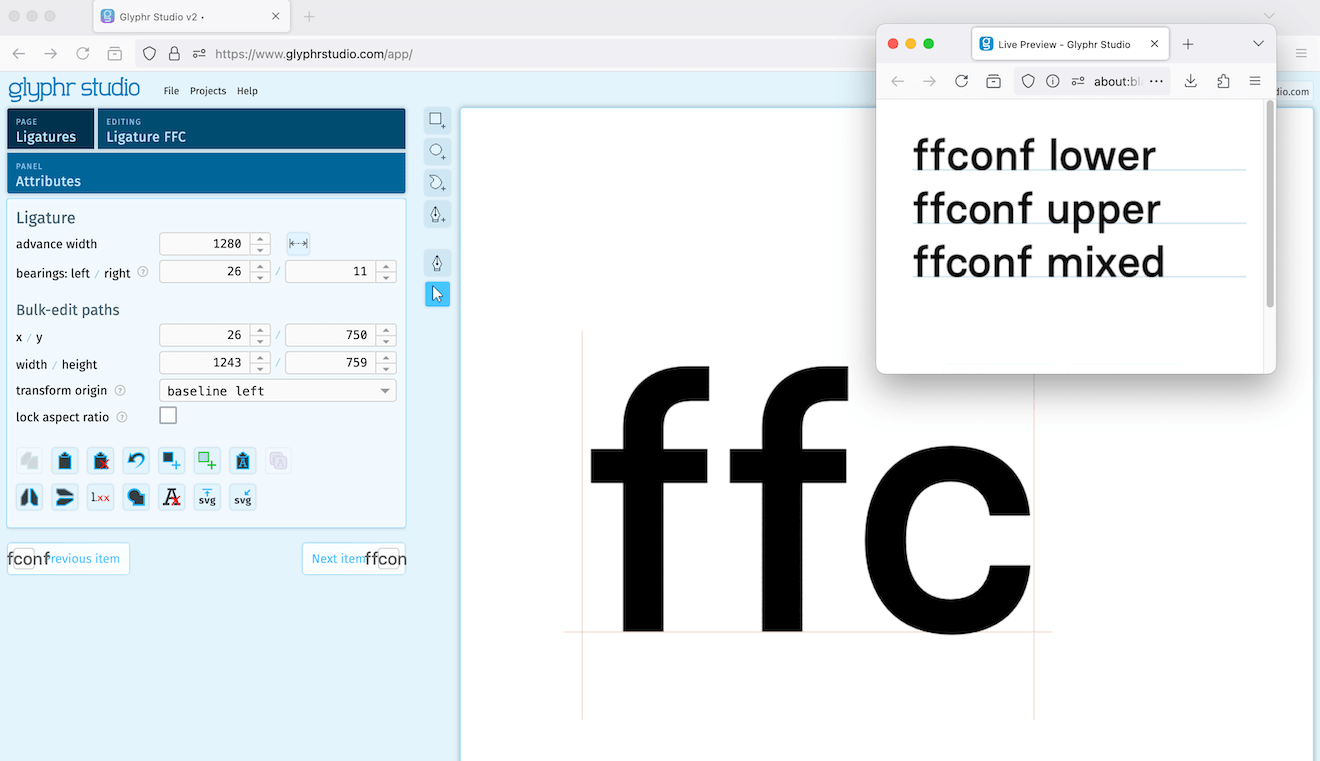 Glyphr Studio v2 •
https://www.glyphrstudio.com/app/
glyphr studio
File Projects Help
PAGE
Ligatures
EDITING
Ligature FFC
PANEL
Attributes
Ligature
advance width 1280
bearings: left / right 26 / 11
Bulk-edit paths
x / y 26 / 750
width / height 1243 / 759
transform origin baseline left
lock aspect ratio
A
1.xx A svg svg
fconf revious item
Next item ffcon
ffc
Live Preview - Glyphr Studio
about:bl
dio.com
ffconf lower
ffconf upper
ffconf mixed